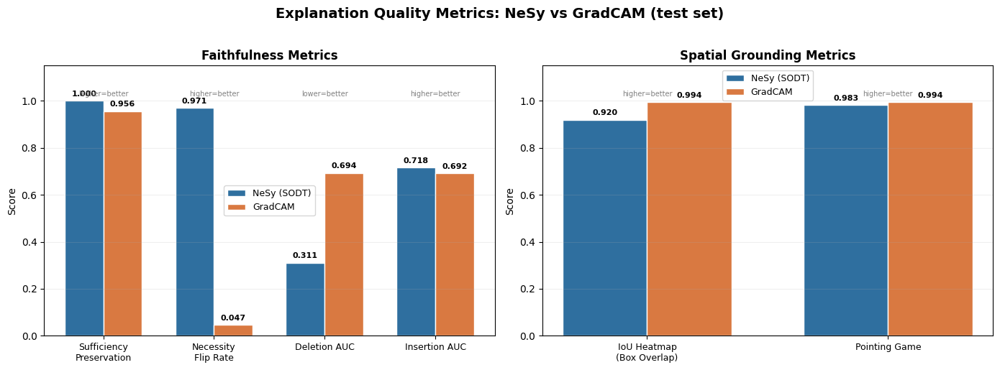 Explanation Quality Metrics: NeSy vs GradCAM (test set)
Faithfulness Metrics
Score
1.0
0.8
0.6
0.4
0.2
0.0
higher=better
higher=better
lower=better
higher=better
1.000
0.956
0.971
0.047
0.311
0.694
0.718
0.692
NeSy (SODT)
GradCAM
Sufficiency
Preservation
Necessity
Flip Rate
Deletion AUC
Insertion AUC
Spatial Grounding Metrics
Score
1.0
0.8
0.6
0.4
0.2
0.0
NeSy (SODT)
GradCAM
higher=better
higher=better
0.920
0.994
0.983
0.994
IoU Heatmap
(Box Overlap)
Pointing Game